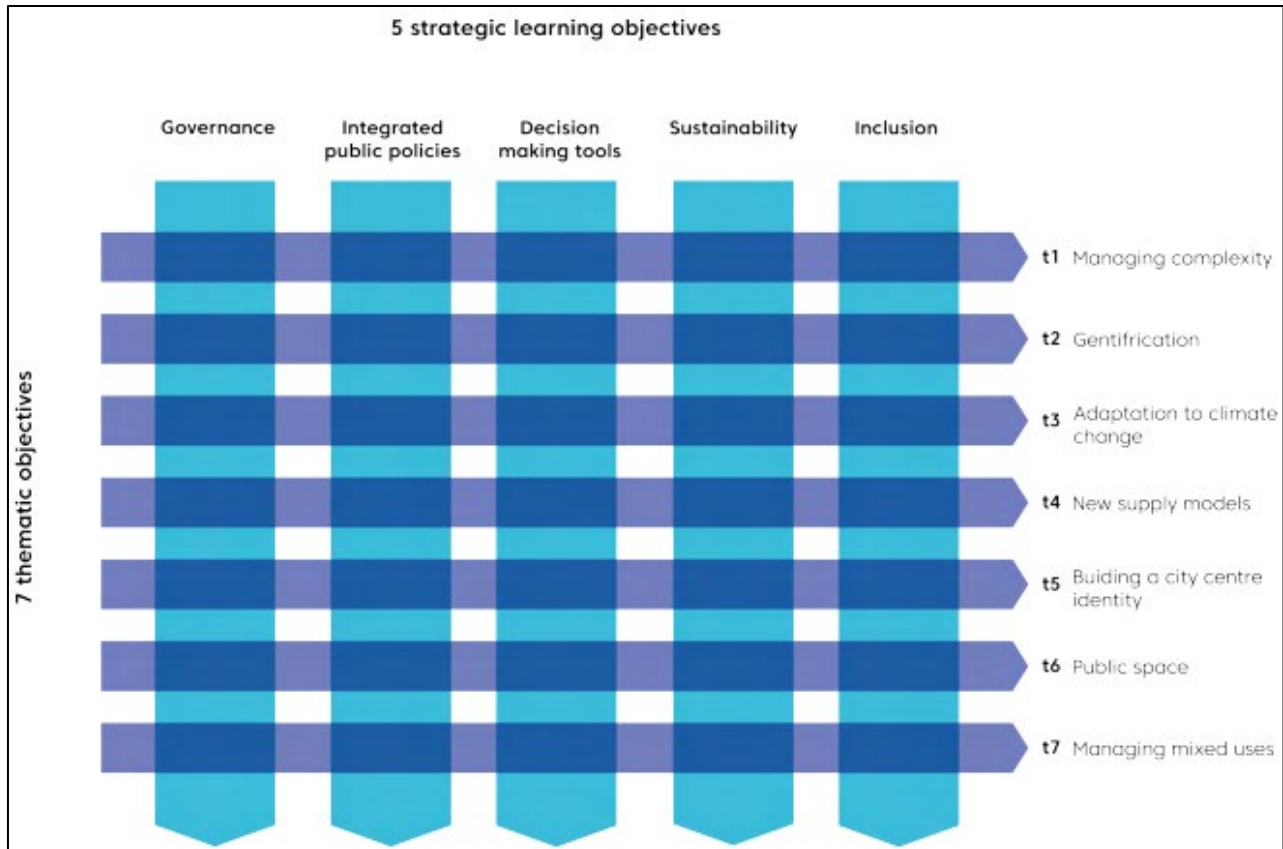 5 strategic learning objectives
Governance
Integrated
public policies
Decision
making tools
Sustainability
Inclusion
7 thematic objectives
t1 Managing complexity
t2 Gentifrication
t3 Adaptation to climate
change
t4 New supply models
t5 Buiding a city centre
identity
t6 Public space
t7 Managing mixed uses